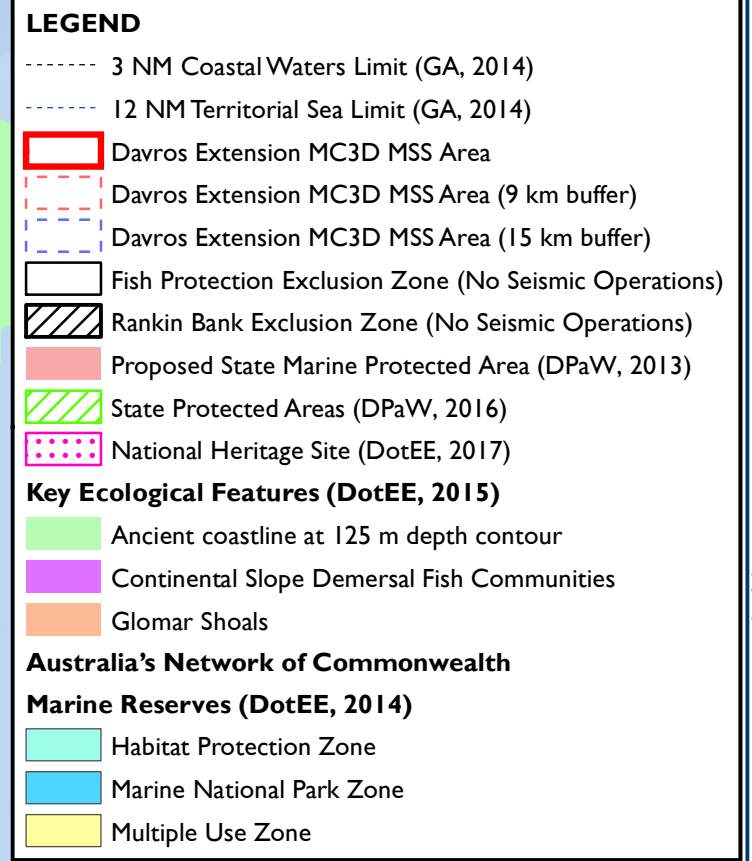 LEGEND
3 NM Coastal Waters Limit (GA, 2014)
12 NM Territorial Sea Limit (GA, 2014)
Davros Extension MC3D MSS Area
Davros Extension MC3D MSS Area (9 km buffer)
Davros Extension MC3D MSS Area (15 km buffer)
Fish Protection Exclusion Zone (No Seismic Operations)
Rankin Bank Exclusion Zone (No Seismic Operations)
Proposed State Marine Protected Area (DPaW, 2013)
State Protected Areas (DPaW, 2016)
National Heritage Site (DotEE, 2017)
Key Ecological Features (DotEE, 2015)
Ancient coastline at 125 m depth contour
Continental Slope Demersal Fish Communities
Glomar Shoals
Australia's Network of Commonwealth
Marine Reserves (DotEE, 2014)
Habitat Protection Zone
Marine National Park Zone
Multiple Use Zone